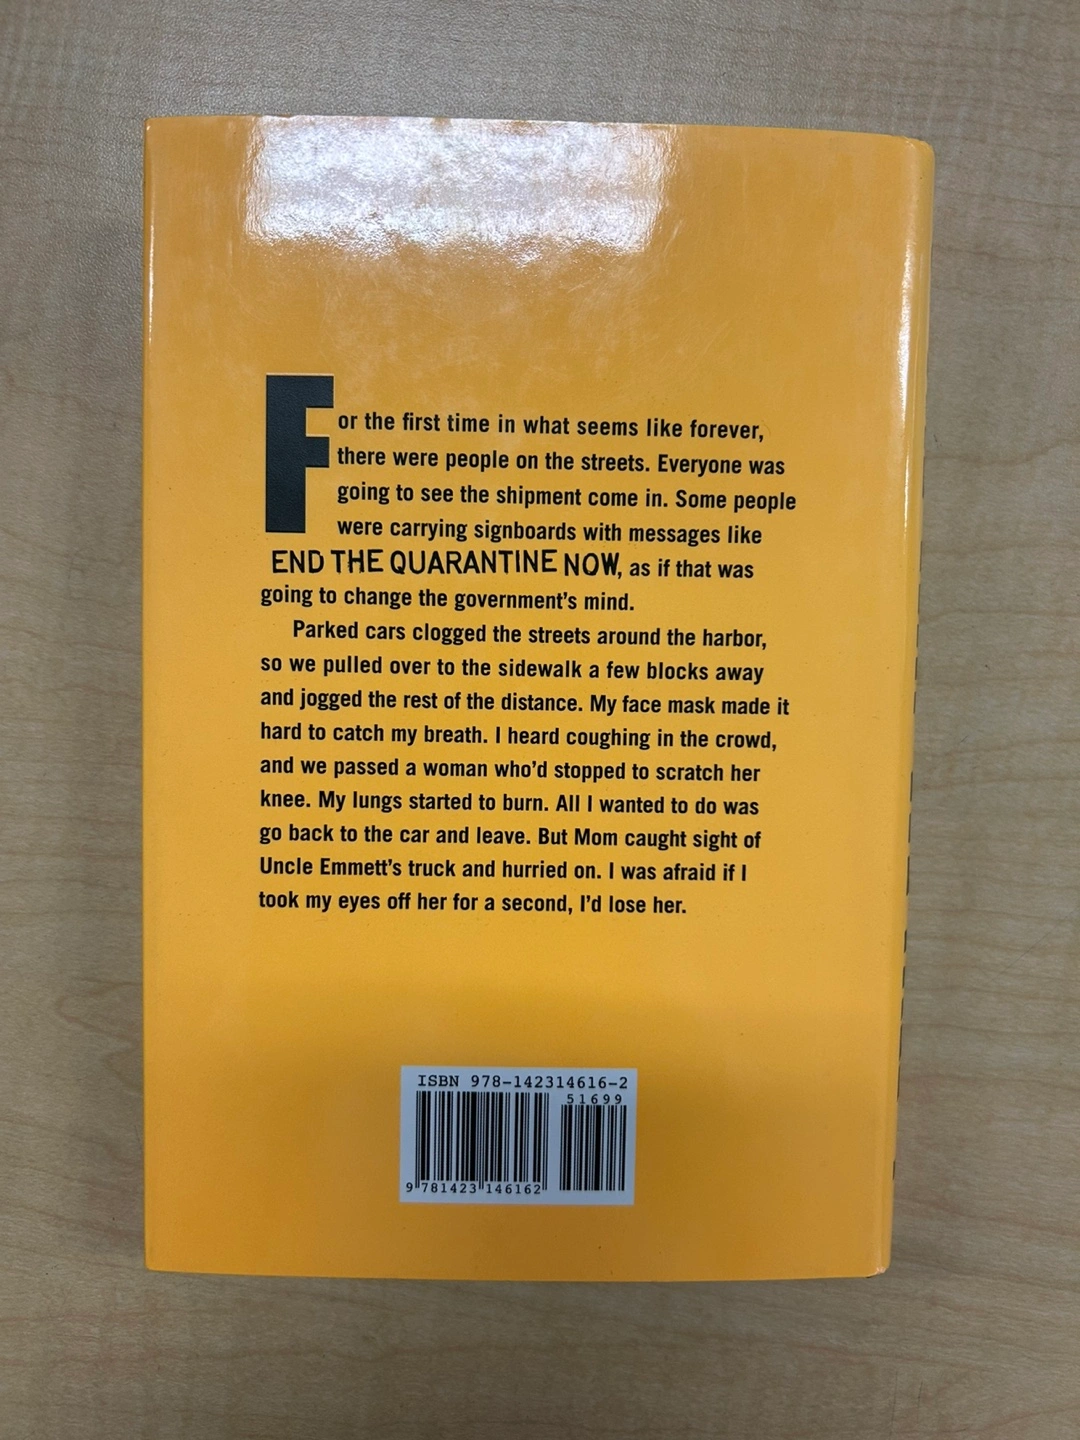 For the first time in what seems like forever,
there were people on the streets. Everyone was
going to see the shipment come in. Some people
were carrying signboards with messages like
END THE QUARANTINE NOW, as if that was
going to change the government's mind.
Parked cars clogged the streets around the harbor,
so we pulled over to the sidewalk a few blocks away
and jogged the rest of the distance. My face mask made it
hard to catch my breath. I heard coughing in the crowd,
and we passed a woman who'd stopped to scratch her
knee. My lungs started to burn. All I wanted to do was
go back to the car and leave. But Mom caught sight of
Uncle Emmett's truck and hurried on. I was afraid if I
took my eyes off her for a second, I'd lose her.
ISBN 978-142314616-2
51699
9 781423 146162